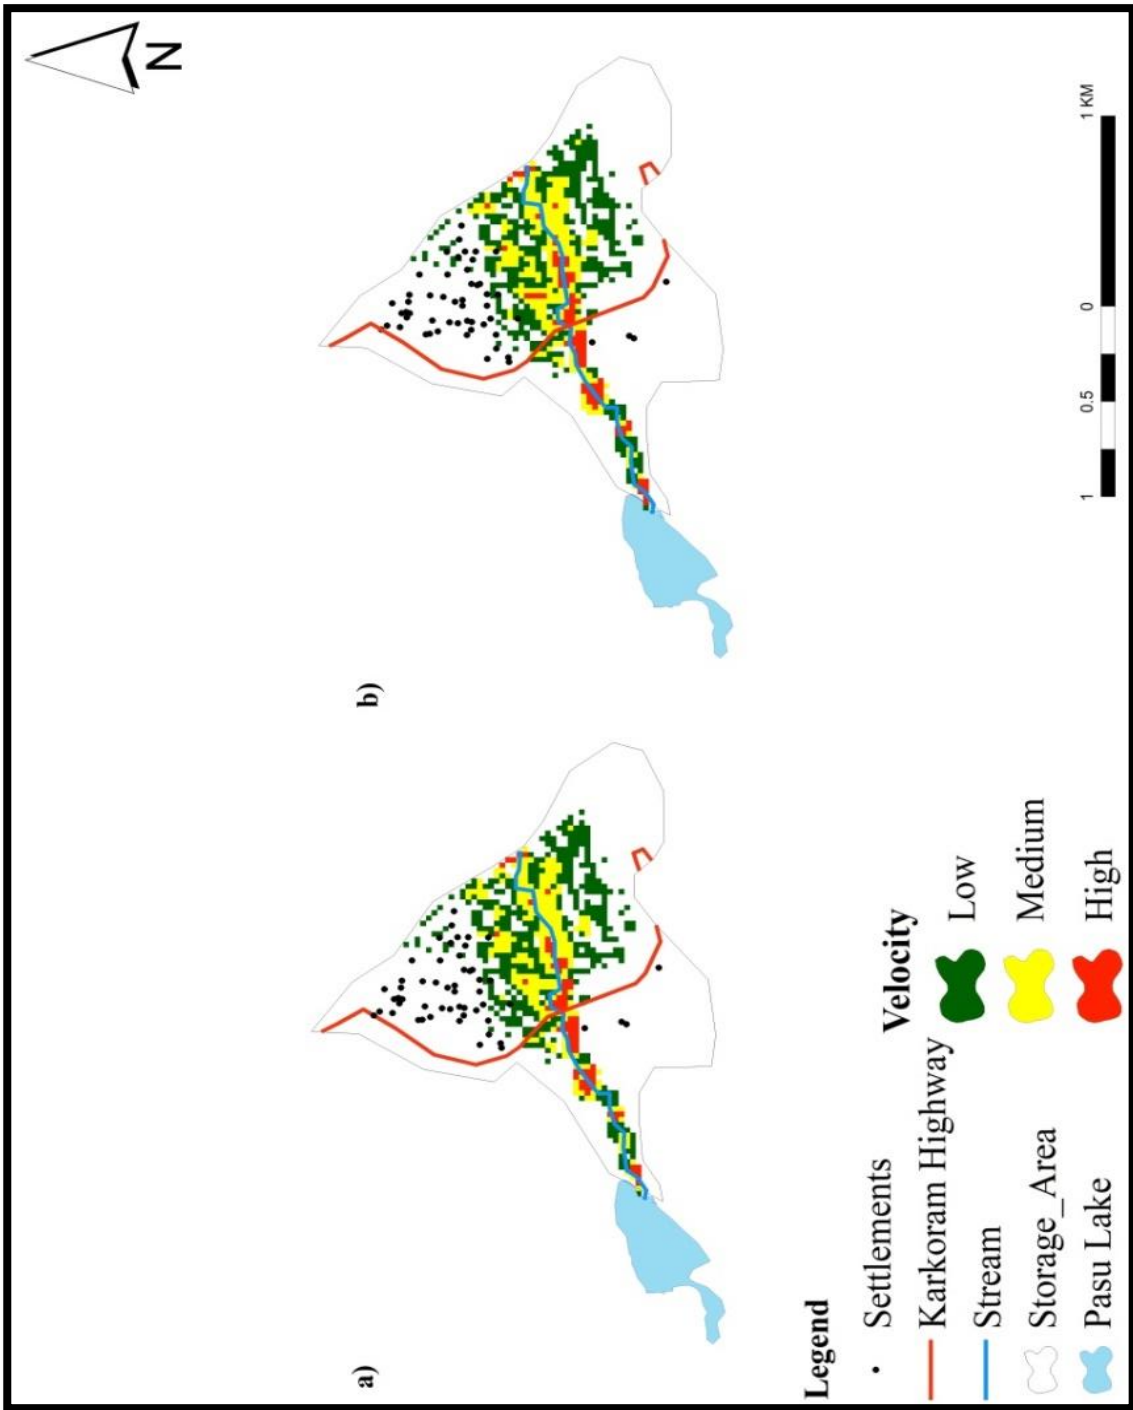 N
a)
b)
Legend
Settlements
Karkoram Highway
Stream
Storage_Area
Pasu Lake
Velocity
Low
Medium
High
1 0.5 0 1 KM